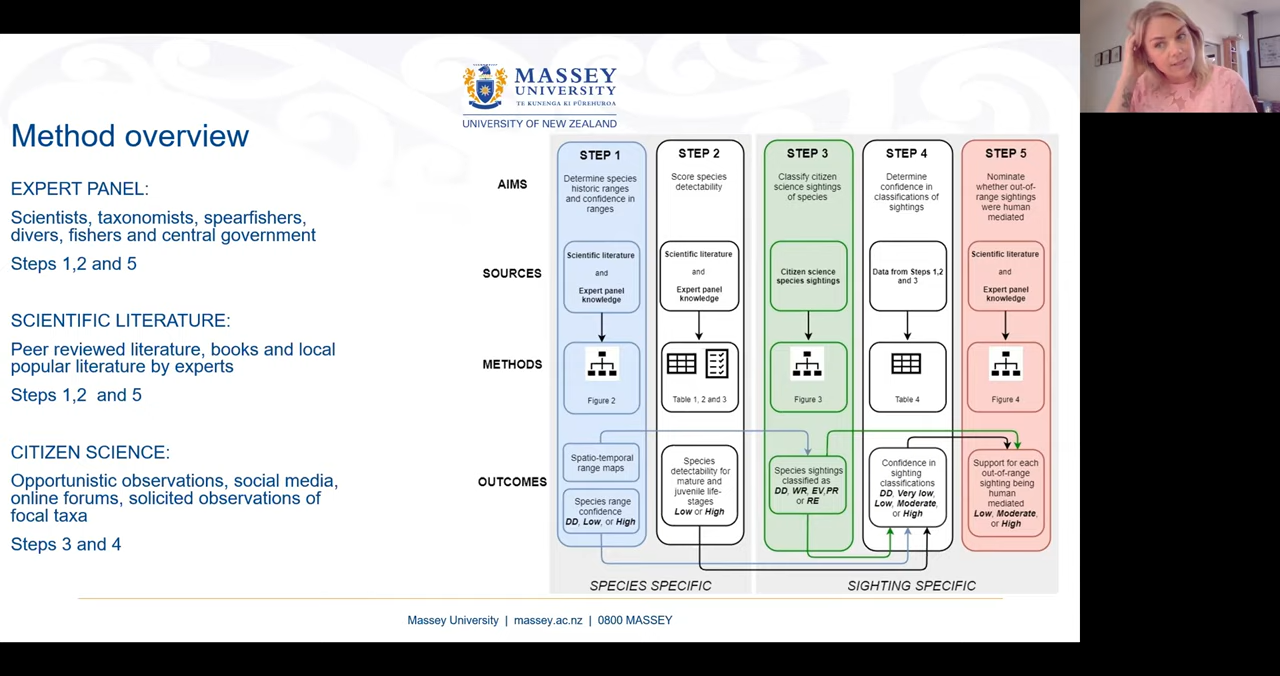 MASSEY
UNIVERSITY
TE KUNENGA KI PŪREHUROA
UNIVERSITY OF NEW ZEALAND
Method overview
EXPERT PANEL:
Scientists, taxonomists, spearfishers,
divers, fishers and central government
Steps 1,2 and 5
SCIENTIFIC LITERATURE:
Peer reviewed literature, books and local
popular literature by experts
Steps 1,2 and 5
CITIZEN SCIENCE:
Opportunistic observations, social media,
online forums, solicited observations of
focal taxa
Steps 3 and 4
AIMS
SOURCES
METHODS
OUTCOMES
STEP 1
Determine species
historic ranges
and confidence in
ranges
Scientific literature
and
Expert panel
knowledge
Figure 2
Spatio-temporal
range maps
Species range
confidence
DD, Low, or High
STEP 2
Score species
detectability
Scientific literature
and
Expert panel
knowledge
Table 1, 2 and 3
Species
detectability for
mature and
juvenile life-
stages
Low or High
STEP 3
Classify citizen
science sightings
of species
Citizen science
species sightings
Figure 3
Species sightings
classified as
DD, WR, EV,PR
or RE
STEP 4
Determine
confidence in
classifications of
sightings
Data from Steps 1,2
and 3
Table 4
Confidence in
sighting
classifications
DD, Very low,
Low, Moderate,
or High
STEP 5
Nominate
whether out-of-
range sightings
were human
mediated
Scientific literature
and
Expert panel
knowledge
Figure 4
Support for each
out-of-range
sighting being
human
mediated
Low, Moderate,
or High
SPECIES SPECIFIC
SIGHTING SPECIFIC
Massey University | massey.ac.nz | 0800 MASSEY